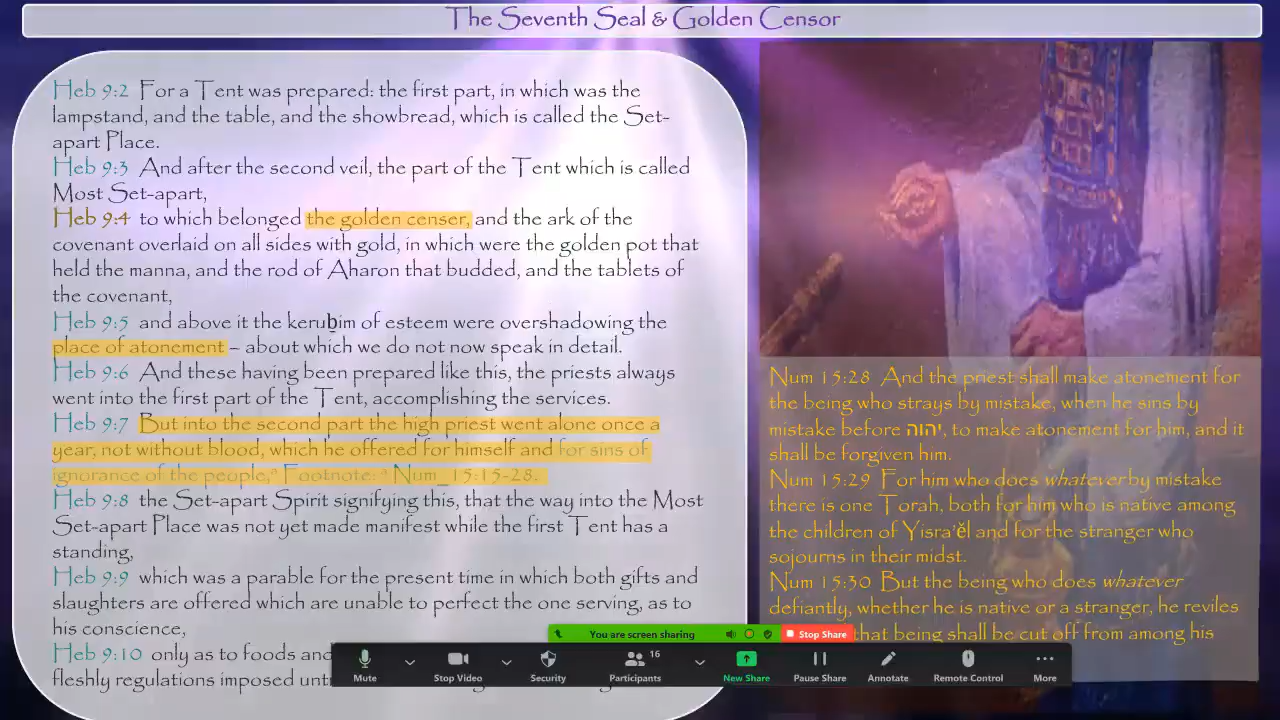 The Seventh Seal & Golden Censor
Heb 9:2 For a Tent was prepared: the first part, in which was the
lampstand, and the table, and the showbread, which is called the Set-
apart Place.
Heb 9:3 And after the second veil, the part of the Tent which is called
Most Set-apart,
Heb 9:4 to which belonged the golden censer, and the ark of the
covenant overlaid on all sides with gold, in which were the golden pot that
held the manna, and the rod of Aharon that budded, and the tablets of
the covenant,
Heb 9:5 and above it the keruḇim of esteem were overshadowing the
place of atonement – about which we do not now speak in detail.
Heb 9:6 And these having been prepared like this, the priests always
went into the first part of the Tent, accomplishing the services.
Heb 9:7 But into the second part the high priest went alone once a
year, not without blood, which he offered for himself and for sins of
ignorance of the people,ª Footnote: ª Num_15:15-28.
Heb 9:8 the Set-apart Spirit signifying this, that the way into the Most
Set-apart Place was not yet made manifest while the first Tent has a
standing,
Heb 9:9 which was a parable for the present time in which both gifts and
slaughters are offered which are unable to perfect the one serving, as to
his conscience,
Heb 9:10 only as to foods and
fleshly regulations imposed
Num 15:28 And the priest shall make atonement for
the being who strays by mistake, when he sins by
mistake before יהוה, to make atonement for him, and it
shall be forgiven him.
Num 15:29 For him who does whatever by mistake
there is one Torah, both for him who is native among
the children of Yisra'ĕl and for the stranger who
sojourns in their midst.
Num 15:30 But the being who does whatever
defiantly, whether he is native or a stranger, he reviles
that being shall be cut off from among his
You are screen sharing
Stop Share
16
Mute
Stop Video
Security
Participants
New Share
Pause Share
Annotate
Remote Control
More